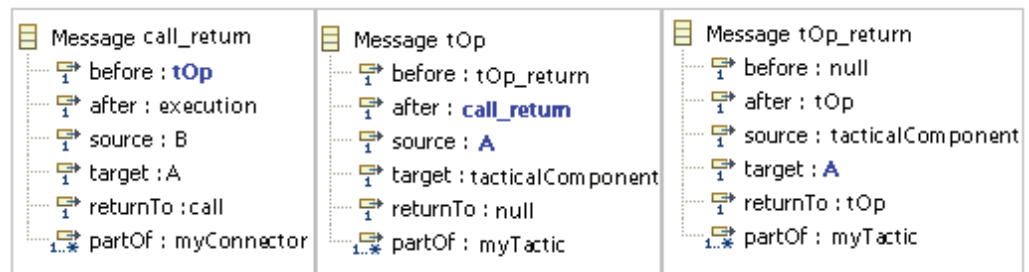 Message call_return
before : tOp
after : execution
source : B
target : A
returnTo : call
partOf : myConnector
Message tOp
before : tOp_return
after : call_return
source : A
target : tacticalComponent
returnTo : null
partOf : myTactic
Message tOp_return
before : null
after : tOp
source : tacticalComponent
target : A
returnTo : tOp
partOf : myTactic